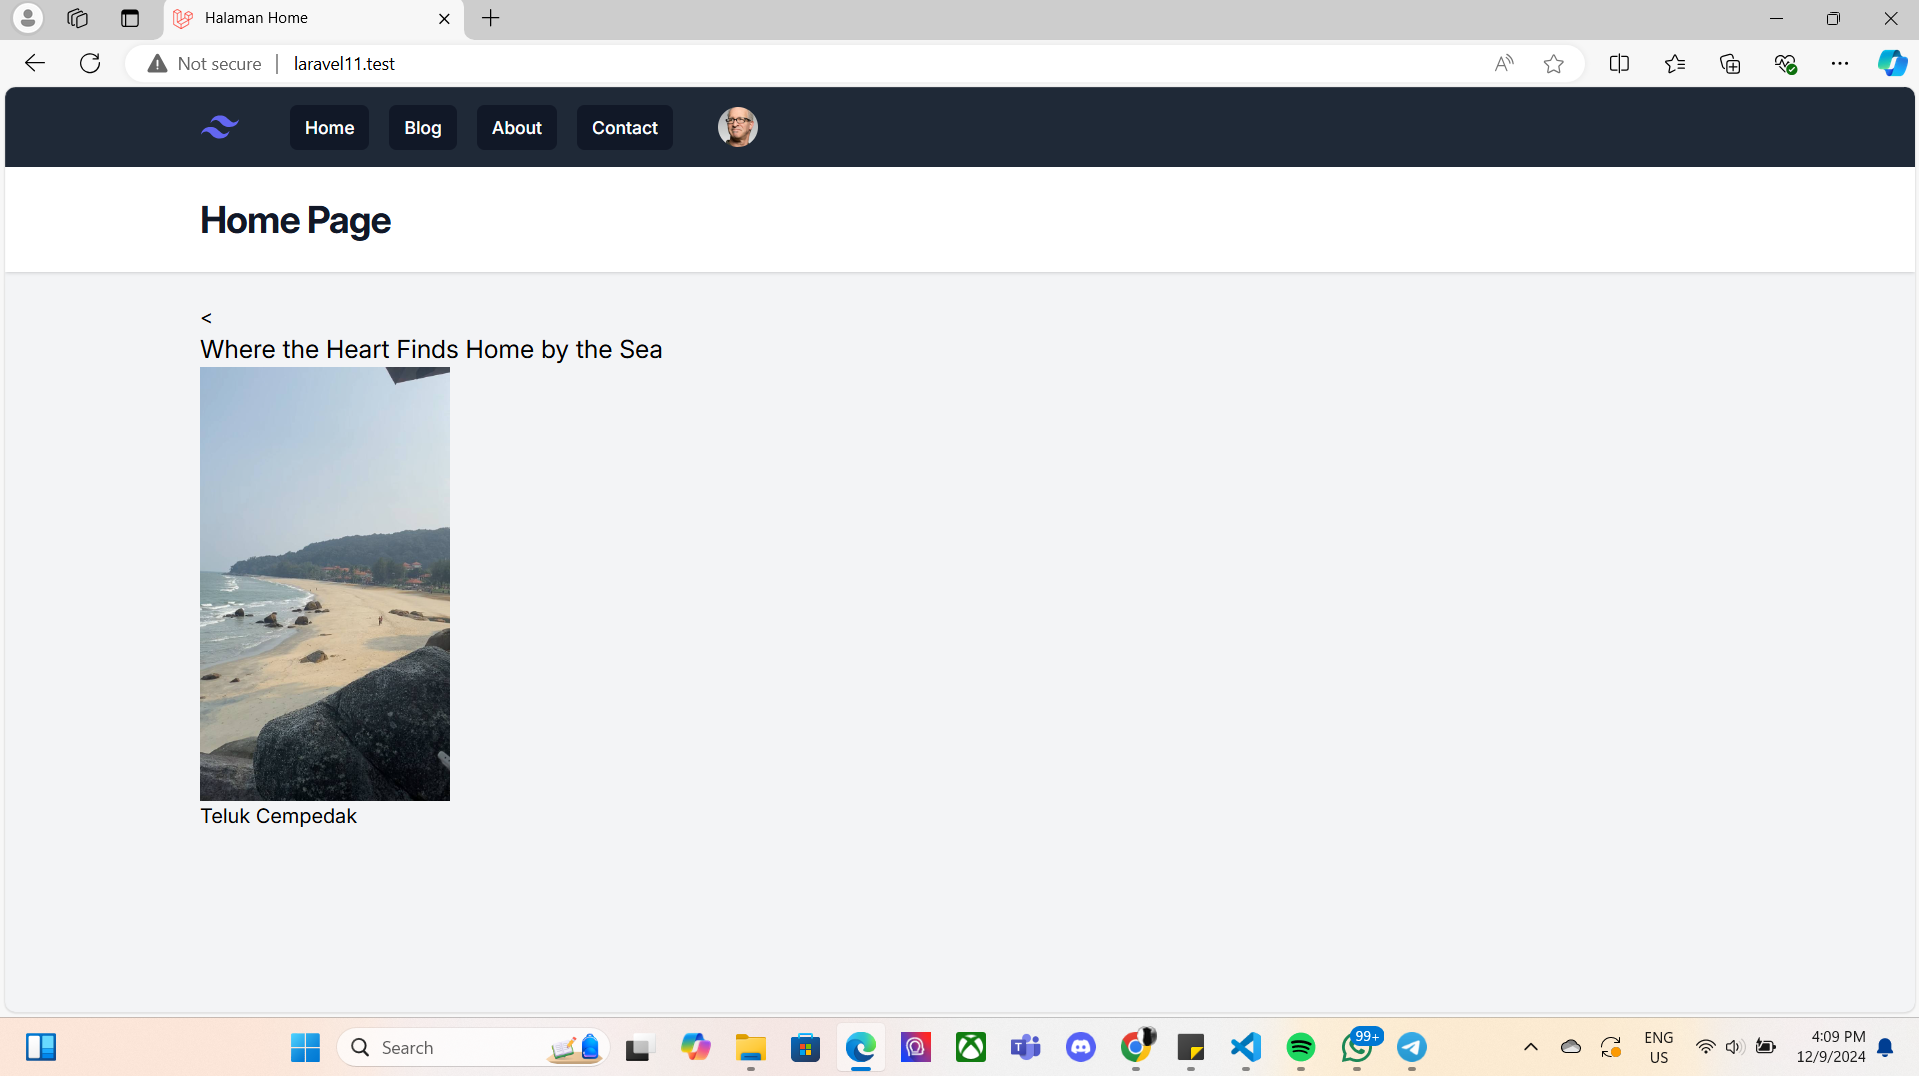 Halaman Home
Not secure
laravel11.test
Home
Blog
About
Contact
Home Page
<
Where the Heart Finds Home by the Sea
Teluk Cempedak
Search
99+
ENG
US
4:09 PM
12/9/2024